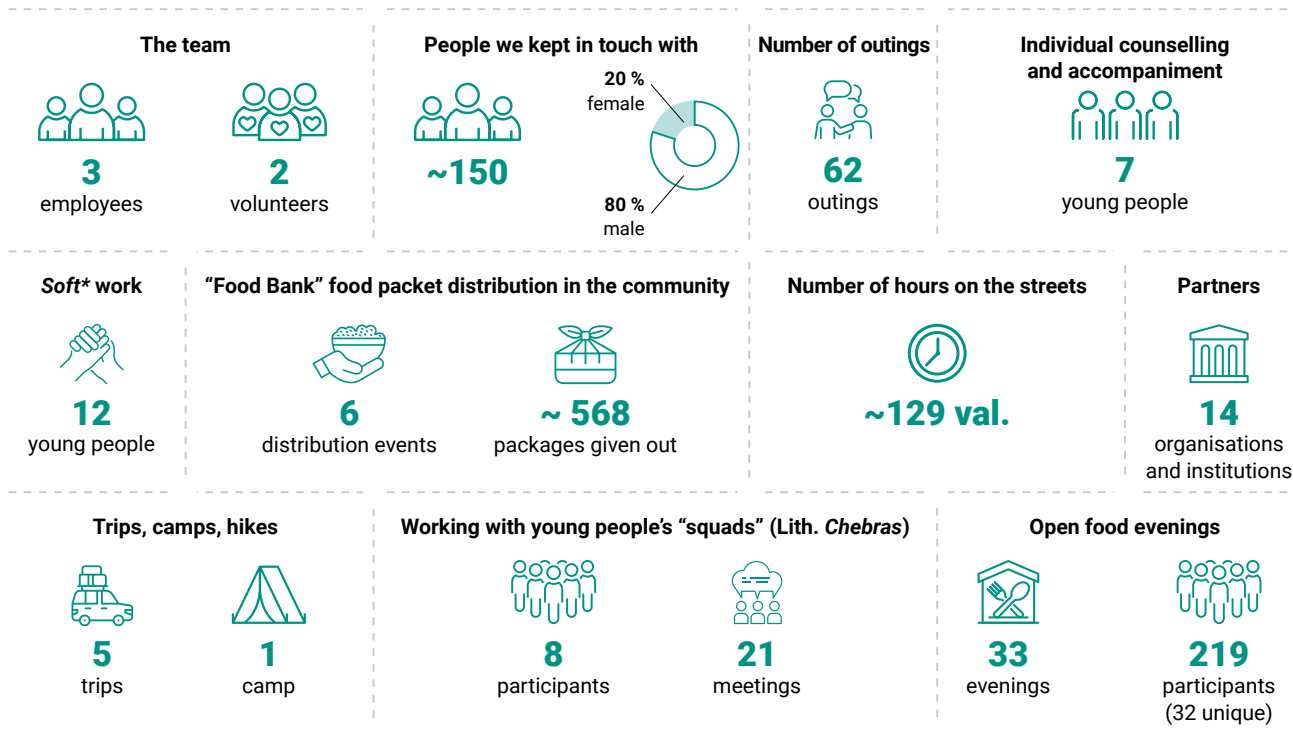 The team
3
employees
2
volunteers
People we kept in touch with
~150
20 %
female
80 %
male
Number of outings
62
outings
Individual counselling
and accompaniment
7
young people
Soft* work
12
young people
“Food Bank” food packet distribution in the community
6
distribution events
~ 568
packages given out
Number of hours on the streets
~129 val.
Partners
14
organisations
and institutions
Trips, camps, hikes
5
trips
1
camp
Working with young people’s “squads” (Lith. Chebras)
8
participants
21
meetings
Open food evenings
33
evenings
219
participants
(32 unique)